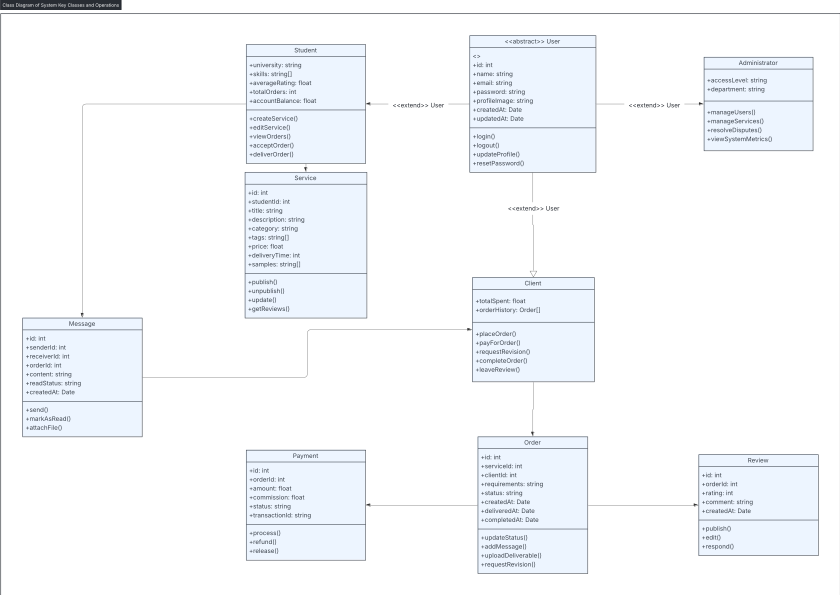 Class Diagram of System Key Classes and Operations
Student
+university: string
+skills: string[]
+averageRating: float
+totalOrders: int
+accountBalance: float
+createService()
+editService()
+viewOrders()
+acceptOrder()
+deliverOrder()
<<extend>> User
<<abstract>> User
<>
+id: int
+name: string
+email: string
+password: string
+profileImage: string
+createdAt: Date
+updatedAt: Date
+login()
+logout()
+updateProfile()
+resetPassword()
<<extend>> User
Administrator
+accessLevel: string
+department: string
+manageUsers()
+manageServices()
+resolveDisputes()
+viewSystemMetrics()
Service
+id: int
+studentId: int
+title: string
+description: string
+category: string
+tags: string[]
+price: float
+deliveryTime: int
+samples: string[]
+publish()
+unpublish()
+update()
+getReviews()
<<extend>> User
Client
+totalSpent: float
+orderHistory: Order[]
+placeOrder()
+payForOrder()
+requestRevision()
+completeOrder()
+leaveReview()
Message
+id: int
+senderId: int
+receiverId: int
+orderId: int
+content: string
+readStatus: string
+createdAt: Date
+send()
+markAsRead()
+attachFile()
Payment
+id: int
+orderId: int
+amount: float
+commission: float
+status: string
+transactionId: string
+process()
+refund()
+release()
Order
+id: int
+serviceId: int
+clientId: int
+requirements: string
+status: string
+createdAt: Date
+deliveredAt: Date
+completedAt: Date
+updateStatus()
+addMessage()
+uploadDeliverable()
+requestRevision()
Review
+id: int
+orderId: int
+rating: int
+comment: string
+createdAt: Date
+publish()
+edit()
+respond()